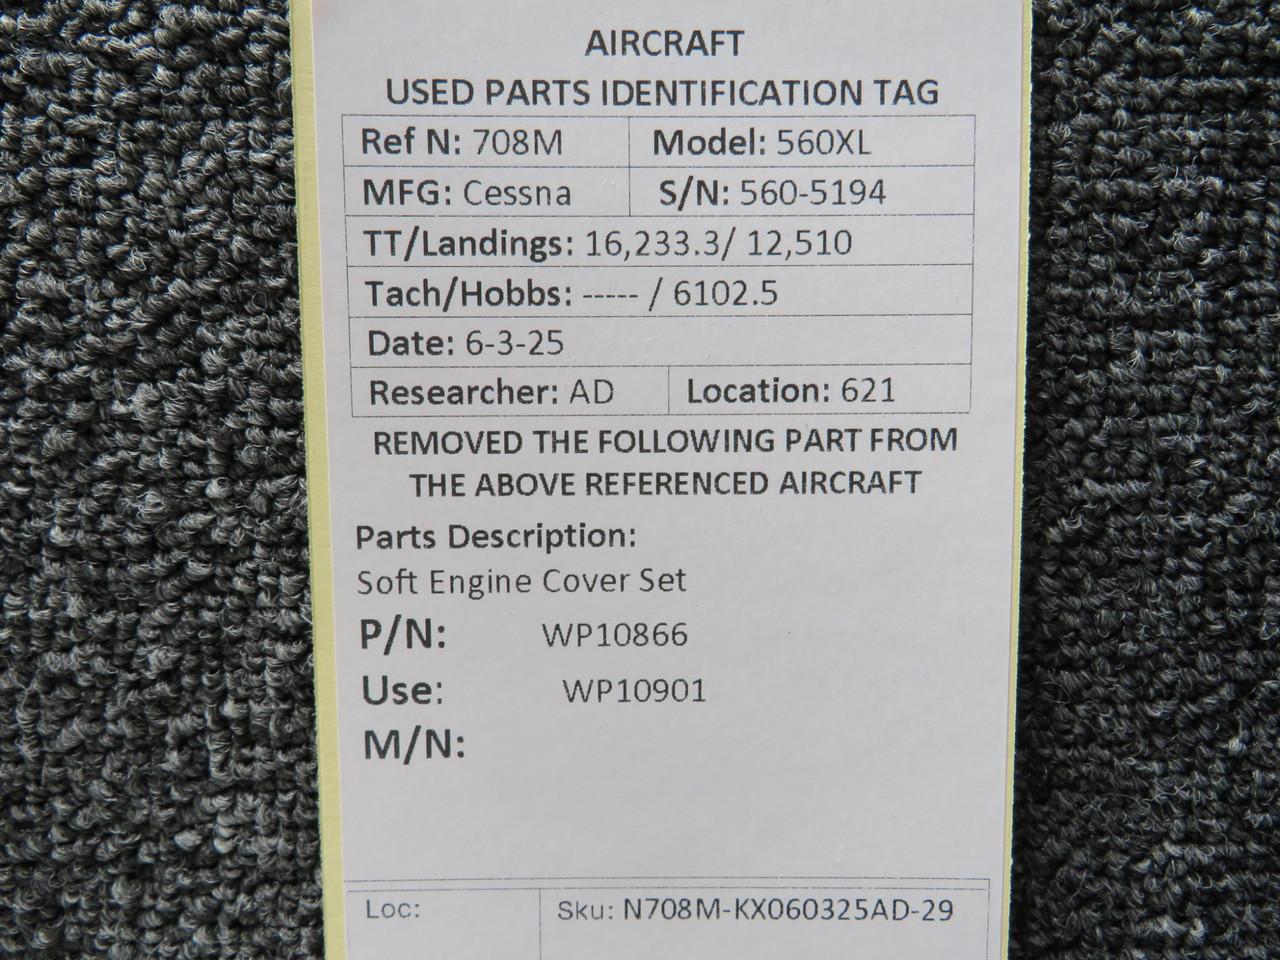 AIRCRAFT
USED PARTS IDENTIFICATION TAG
Ref N: 708M Model: 560XL
MFG: Cessna S/N: 560-5194
TT/Landings: 16,233.3/ 12,510
Tach/Hobbs: ----- / 6102.5
Date: 6-3-25
Researcher: AD Location: 621
REMOVED THE FOLLOWING PART FROM
THE ABOVE REFERENCED AIRCRAFT
Parts Description:
Soft Engine Cover Set
P/N: WP10866
Use: WP10901
M/N:
Loc: Sku: N708M-KX060325AD-29